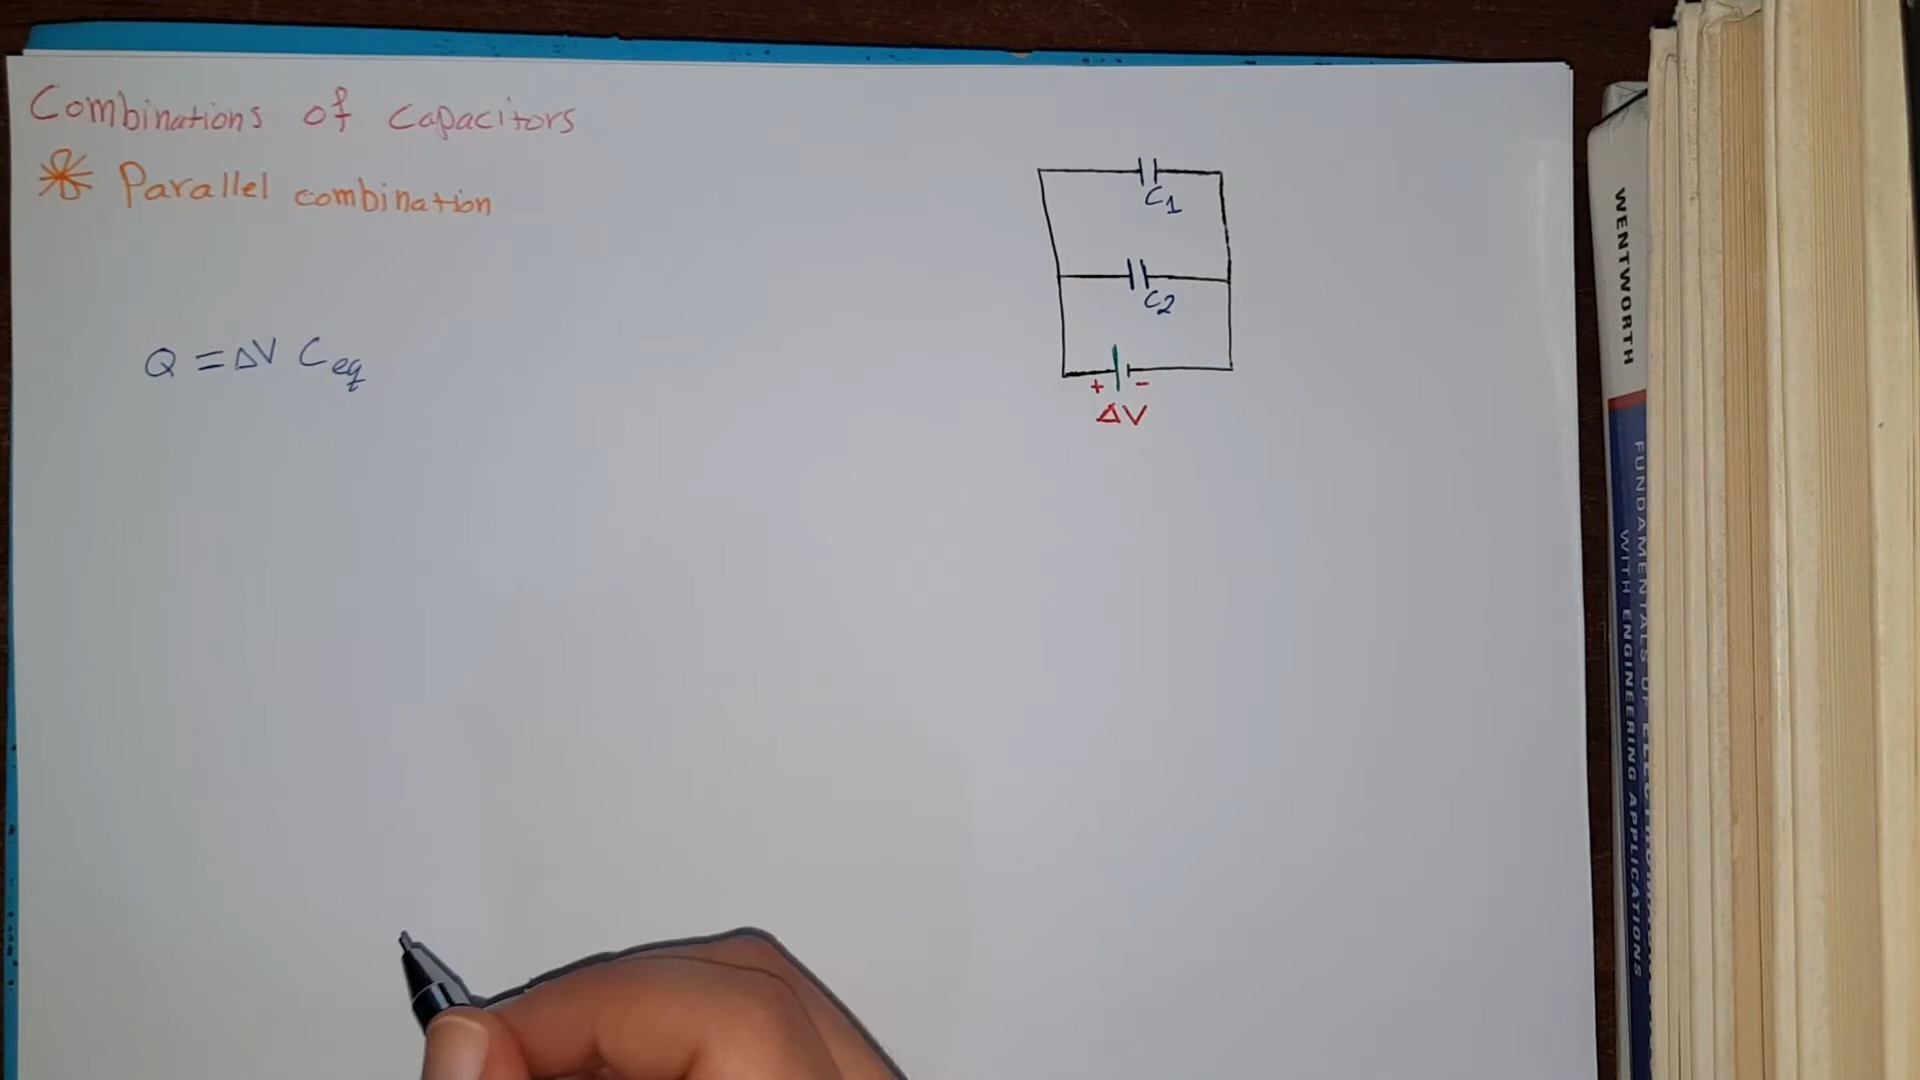 Combinations of capacitors
Parallel combination
C1
C2
Q = ΔV Ceq
+ -
ΔV
WENTWORTH
FUNDAMENTALS OF
WITH ENGINEERING APPLICATIONS